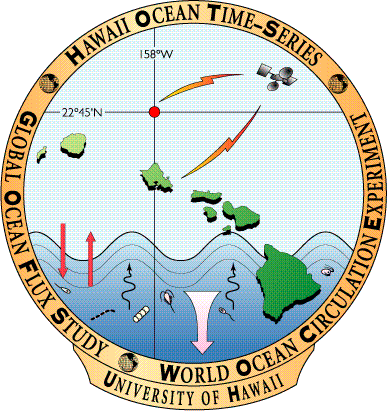 HAWAII OCEAN TIME-SERIES
158°W
22°45'N
GLOBAL OCEAN FLUX STUDY
WORLD OCEAN CIRCULATION EXPERIMENT
UNIVERSITY OF HAWAII